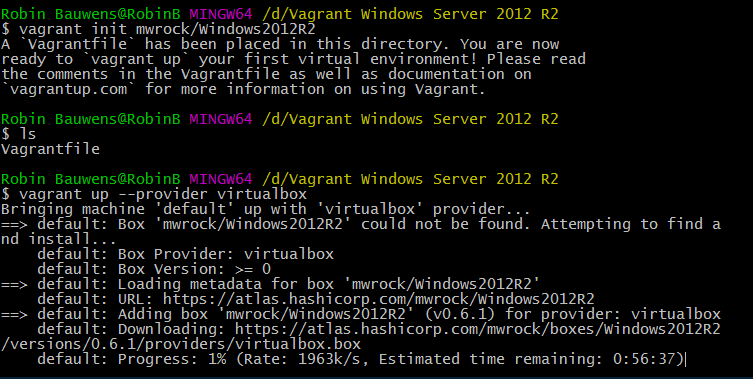 Robin Bauwens@RobinB MINGW64 /d/Vagrant Windows Server 2012 R2
$ vagrant init mwrock/Windows2012R2
A `Vagrantfile` has been placed in this directory. You are now
ready to `vagrant up` your first virtual environment! Please read
the comments in the Vagrantfile as well as documentation on
`vagrantup.com` for more information on using Vagrant.
Robin Bauwens@RobinB MINGW64 /d/Vagrant Windows Server 2012 R2
$ ls
Vagrantfile
Robin Bauwens@RobinB MINGW64 /d/Vagrant Windows Server 2012 R2
$ vagrant up --provider virtualbox
Bringing machine 'default' up with 'virtualbox' provider...
==> default: Box 'mwrock/Windows2012R2' could not be found. Attempting to find a
nd install...
    default: Box Provider: virtualbox
    default: Box Version: >= 0
==> default: Loading metadata for box 'mwrock/Windows2012R2'
    default: URL: https://atlas.hashicorp.com/mwrock/Windows2012R2
==> default: Adding box 'mwrock/Windows2012R2' (v0.6.1) for provider: virtualbox
    default: Downloading: https://atlas.hashicorp.com/mwrock/boxes/Windows2012R2
/versions/0.6.1/providers/virtualbox.box
    default: Progress: 1% (Rate: 1963k/s, Estimated time remaining: 0:56:37)